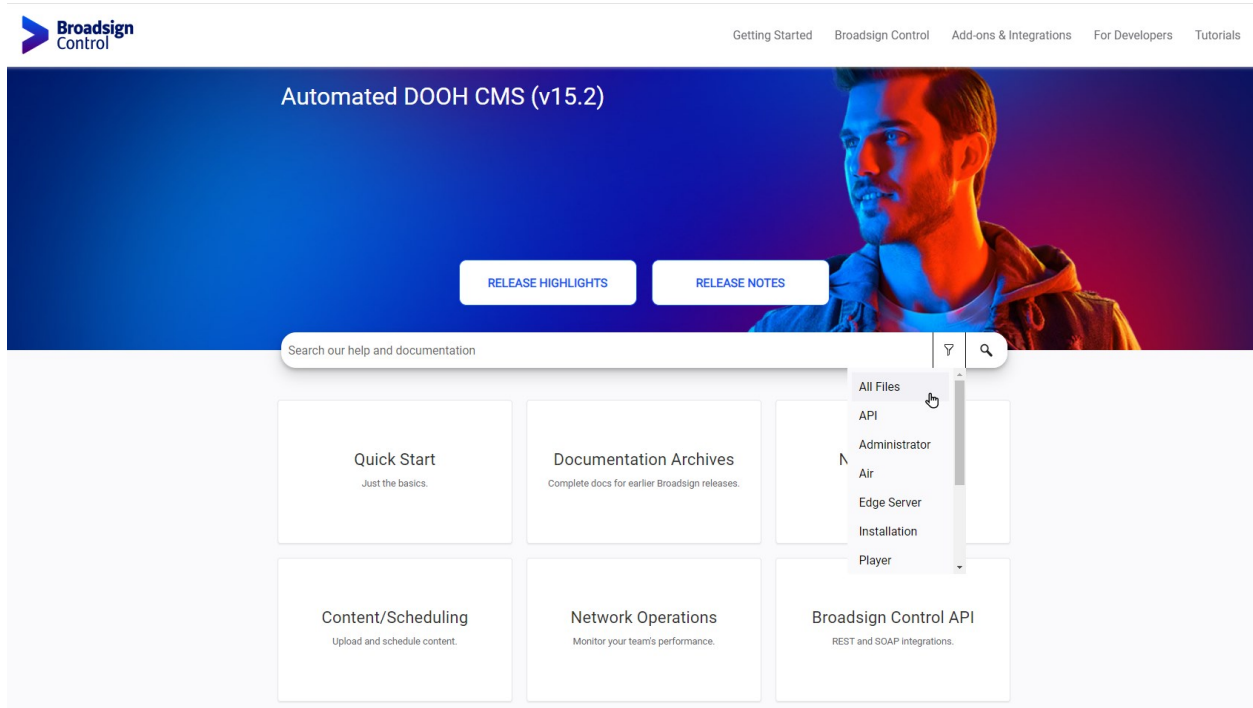 Broadsign
Control
Getting Started Broadsign Control Add-ons & Integrations For Developers Tutorials
Automated DOOH CMS (v15.2)
RELEASE HIGHLIGHTS RELEASE NOTES
Search our help and documentation
All Files
API
Administrator
Air
Edge Server
Installation
Player
Quick Start
Just the basics.
Documentation Archives
Complete docs for earlier Broadsign releases.
N
Content/Scheduling
Upload and schedule content.
Network Operations
Monitor your team's performance.
Broadsign Control API
REST and SOAP integrations.